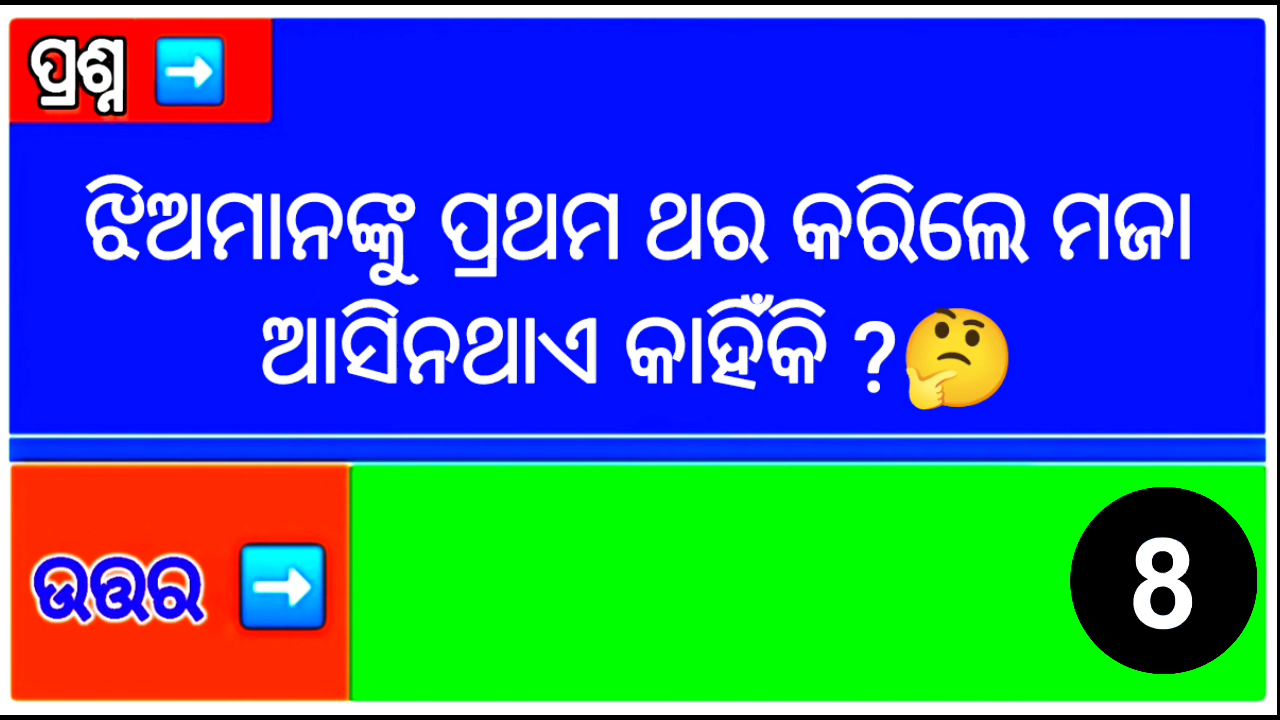 ପ୍ରଶ୍ନ ➡️
ଝିଅମାନଙ୍କୁ ପ୍ରଥମ ଥର କରିଲେ ମଜା
ଆସିନଥାଏ କାହିଁକି ?🤔
ଉତ୍ତର ➡️
8